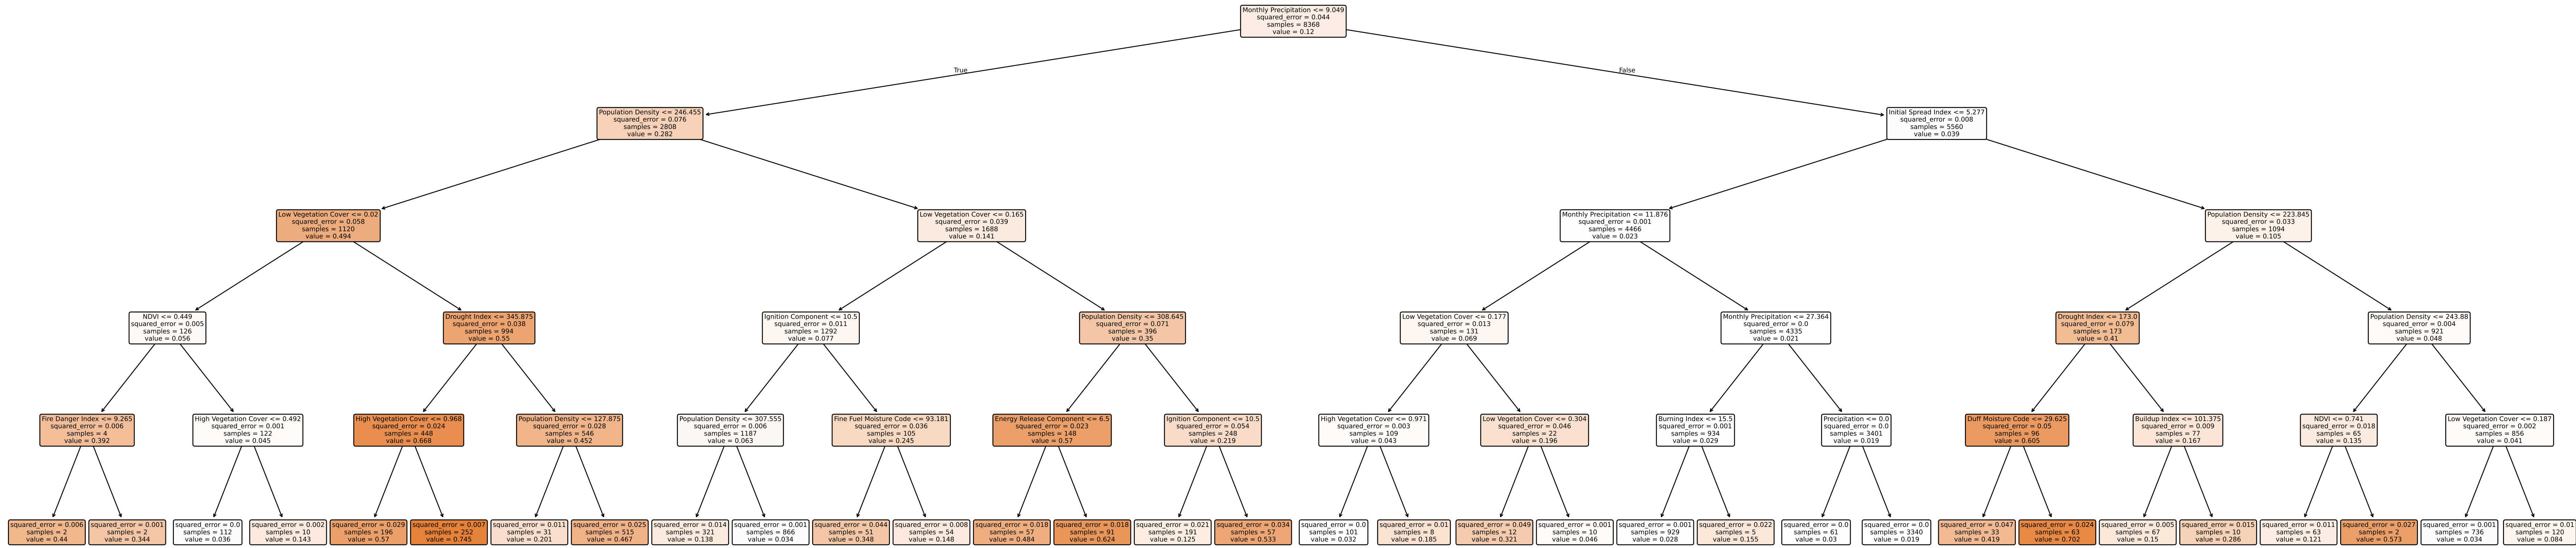 Monthly Precipitation <= 9.049
squared_error = 0.044
samples = 8368
value = 0.12
True
False
Population Density <= 246.455
squared_error = 0.076
samples = 2808
value = 0.282
Initial Spread Index <= 5.277
squared_error = 0.008
samples = 5560
value = 0.039
Low Vegetation Cover <= 0.02
squared_error = 0.058
samples = 1120
value = 0.494
Low Vegetation Cover <= 0.165
squared_error = 0.039
samples = 1688
value = 0.141
Monthly Precipitation <= 11.876
squared_error = 0.001
samples = 4466
value = 0.023
Population Density <= 223.845
squared_error = 0.033
samples = 1094
value = 0.105
NDVI <= 0.449
squared_error = 0.005
samples = 126
value = 0.056
Drought Index <= 345.875
squared_error = 0.038
samples = 994
value = 0.55
Ignition Component <= 10.5
squared_error = 0.011
samples = 1292
value = 0.077
Population Density <= 308.645
squared_error = 0.071
samples = 396
value = 0.35
Low Vegetation Cover <= 0.177
squared_error = 0.013
samples = 131
value = 0.069
Monthly Precipitation <= 27.364
squared_error = 0.0
samples = 4335
value = 0.021
Drought Index <= 173.0
squared_error = 0.079
samples = 173
value = 0.41
Population Density <= 243.88
squared_error = 0.004
samples = 921
value = 0.048
Fire Danger Index <= 9.265
squared_error = 0.006
samples = 4
value = 0.392
High Vegetation Cover <= 0.492
squared_error = 0.001
samples = 122
value = 0.045
High Vegetation Cover <= 0.968
squared_error = 0.024
samples = 448
value = 0.668
Population Density <= 127.875
squared_error = 0.028
samples = 546
value = 0.452
Population Density <= 307.555
squared_error = 0.006
samples = 1187
value = 0.063
Fine Fuel Moisture Code <= 93.181
squared_error = 0.036
samples = 105
value = 0.245
Energy Release Component <= 6.5
squared_error = 0.023
samples = 148
value = 0.57
Ignition Component <= 10.5
squared_error = 0.054
samples = 248
value = 0.219
High Vegetation Cover <= 0.971
squared_error = 0.003
samples = 109
value = 0.043
Low Vegetation Cover <= 0.304
squared_error = 0.046
samples = 22
value = 0.196
Burning Index <= 15.5
squared_error = 0.001
samples = 934
value = 0.029
Precipitation <= 0.0
squared_error = 0.0
samples = 3401
value = 0.019
Duff Moisture Code <= 29.625
squared_error = 0.05
samples = 96
value = 0.605
Buildup Index <= 101.375
squared_error = 0.009
samples = 77
value = 0.167
NDVI <= 0.741
squared_error = 0.018
samples = 65
value = 0.135
Low Vegetation Cover <= 0.187
squared_error = 0.002
samples = 856
value = 0.041
squared_error = 0.006
samples = 2
value = 0.44
squared_error = 0.001
samples = 2
value = 0.344
squared_error = 0.0
samples = 112
value = 0.036
squared_error = 0.002
samples = 10
value = 0.143
squared_error = 0.029
samples = 196
value = 0.57
squared_error = 0.007
samples = 252
value = 0.745
squared_error = 0.011
samples = 31
value = 0.201
squared_error = 0.025
samples = 515
value = 0.467
squared_error = 0.014
samples = 321
value = 0.138
squared_error = 0.001
samples = 866
value = 0.034
squared_error = 0.044
samples = 51
value = 0.348
squared_error = 0.008
samples = 54
value = 0.148
squared_error = 0.018
samples = 57
value = 0.484
squared_error = 0.018
samples = 91
value = 0.624
squared_error = 0.021
samples = 191
value = 0.125
squared_error = 0.034
samples = 57
value = 0.533
squared_error = 0.0
samples = 101
value = 0.032
squared_error = 0.01
samples = 8
value = 0.185
squared_error = 0.049
samples = 12
value = 0.321
squared_error = 0.001
samples = 10
value = 0.046
squared_error = 0.001
samples = 929
value = 0.028
squared_error = 0.022
samples = 5
value = 0.155
squared_error = 0.0
samples = 61
value = 0.03
squared_error = 0.0
samples = 3340
value = 0.019
squared_error = 0.047
samples = 33
value = 0.419
squared_error = 0.024
samples = 63
value = 0.702
squared_error = 0.005
samples = 67
value = 0.15
squared_error = 0.015
samples = 10
value = 0.286
squared_error = 0.011
samples = 63
value = 0.121
squared_error = 0.027
samples = 2
value = 0.573
squared_error = 0.001
samples = 736
value = 0.034
squared_error = 0.01
samples = 120
value = 0.084